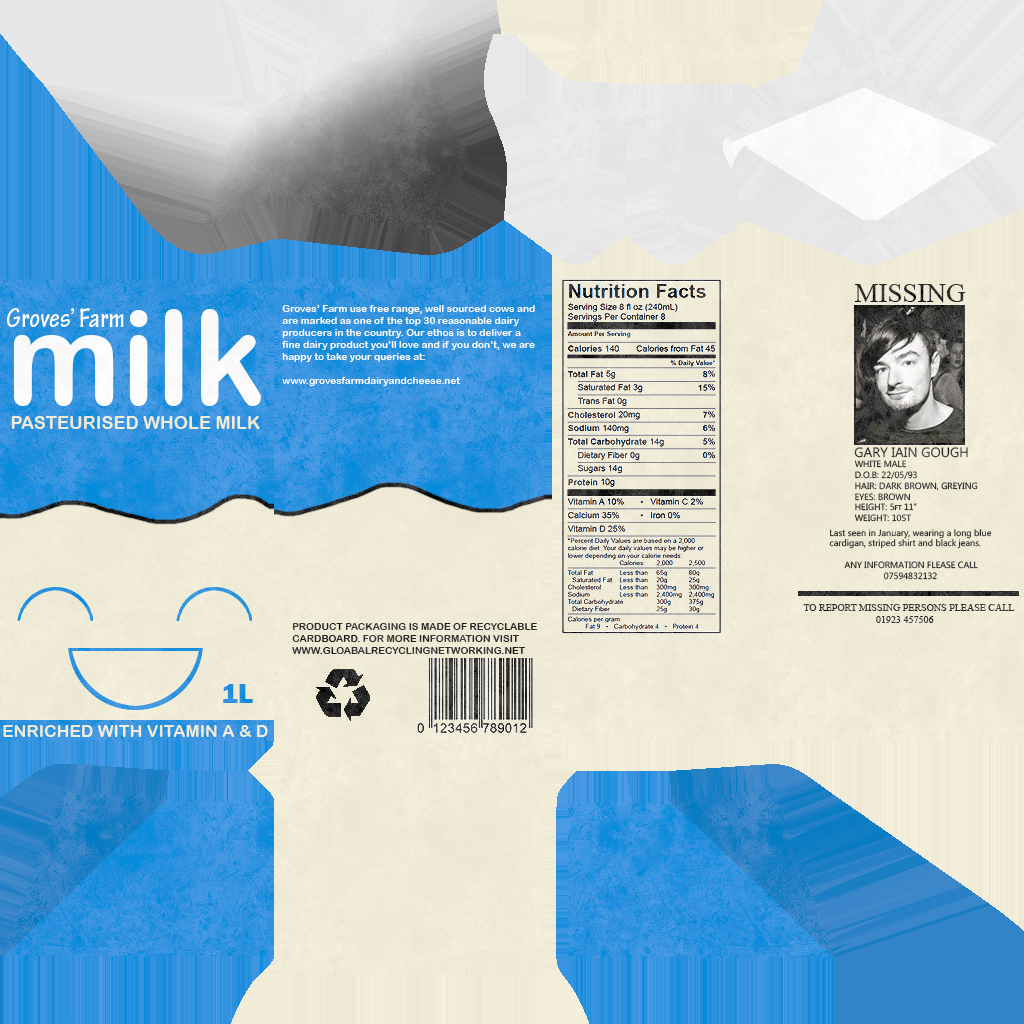 Groves' Farm
milk
PASTEURISED WHOLE MILK
1L
ENRICHED WITH VITAMIN A & D
Groves' Farm use free range, well sourced cows and
are marked as one of the top 30 reasonable dairy
producers in the country. Our ethos is to deliver a
fine dairy product you'll love and if you don't, we are
happy to take your queries at:
www.grovesfarmdairyandcheese.net
PRODUCT PACKAGING IS MADE OF RECYCLABLE
CARDBOARD. FOR MORE INFORMATION VISIT
WWW.GLOABALRECYCLINGNETWORKING.NET
0 123456 789012
Nutrition Facts
Serving Size 8 fl oz (240mL)
Servings Per Container 8
Amount Per Serving
Calories 140 Calories from Fat 45
% Daily Value*
Total Fat 5g 8%
Saturated Fat 3g 15%
Trans Fat 0g
Cholesterol 20mg 7%
Sodium 140mg 6%
Total Carbohydrate 14g 5%
Dietary Fiber 0g 0%
Sugars 14g
Protein 10g
Vitamin A 10% • Vitamin C 2%
Calcium 35% • Iron 0%
Vitamin D 25%
*Percent Daily Values are based on a 2,000
calorie diet. Your daily values may be higher or
lower depending on your calorie needs:
Calories: 2,000 2,500
Total Fat Less than 65g 80g
Saturated Fat Less than 20g 25g
Cholesterol Less than 300mg 300mg
Sodium Less than 2,400mg 2,400mg
Total Carbohydrate 300g 375g
Dietary Fiber 25g 30g
Calories per gram:
Fat 9 • Carbohydrate 4 • Protein 4
MISSING
GARY IAIN GOUGH
WHITE MALE
D.O.B: 22/05/93
HAIR: DARK BROWN, GREYING
EYES: BROWN
HEIGHT: 5FT 11"
WEIGHT: 10ST
Last seen in January, wearing a long blue
cardigan, striped shirt and black jeans.
ANY INFORMATION PLEASE CALL
07594832132
TO REPORT MISSING PERSONS PLEASE CALL
01923 457506